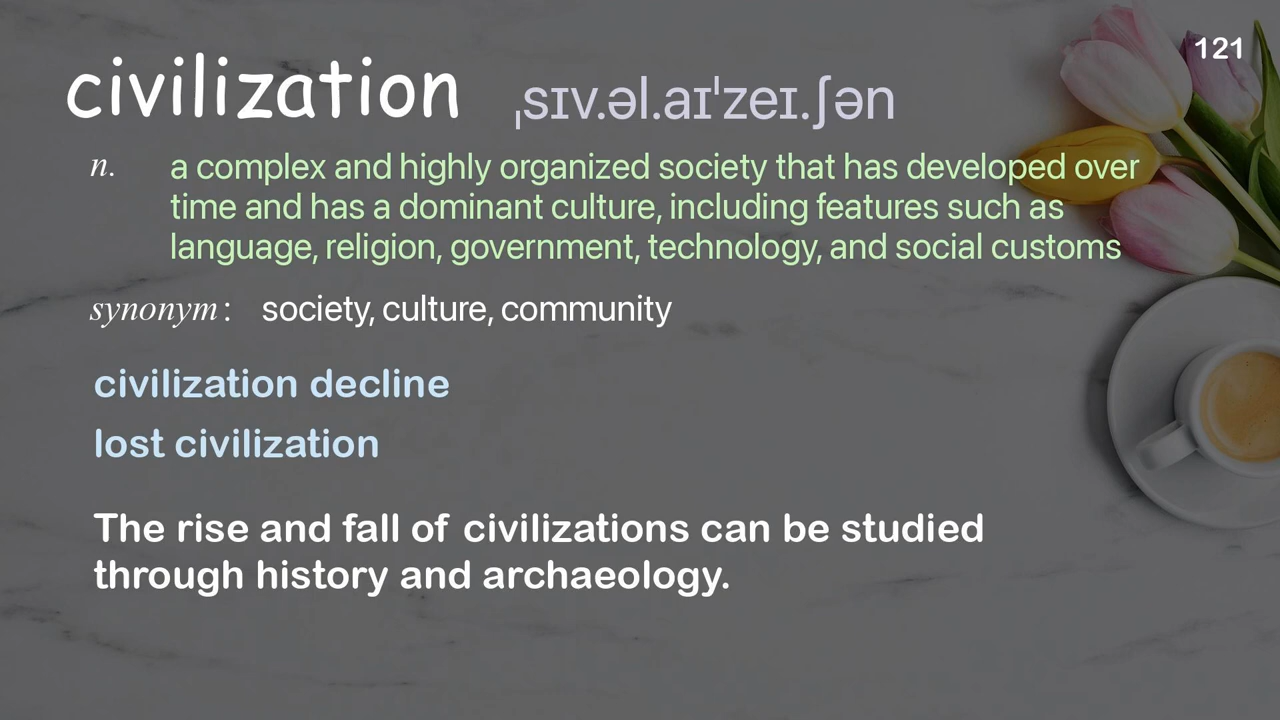 121
civilization ˌsɪv.əl.aɪˈzeɪ.ʃən
n. a complex and highly organized society that has developed over
time and has a dominant culture, including features such as
language, religion, government, technology, and social customs
synonym: society, culture, community
civilization decline
lost civilization
The rise and fall of civilizations can be studied
through history and archaeology.